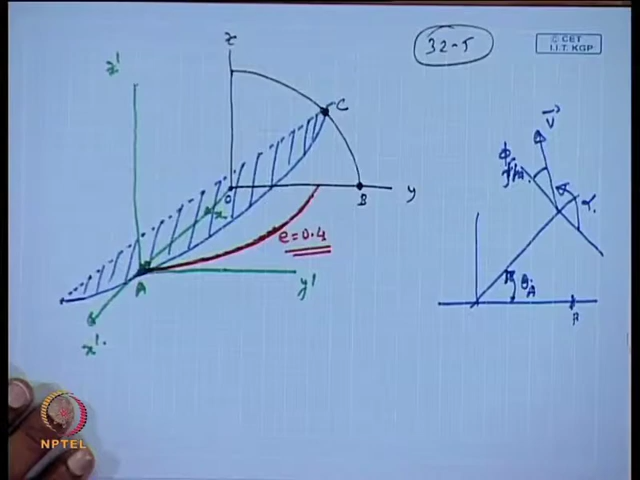 32-5
© CET
I.I.T. KGP
z
z'
C
O
x
y
B
e=0.4
A
y'
x'
V
α
θA
NPTEL